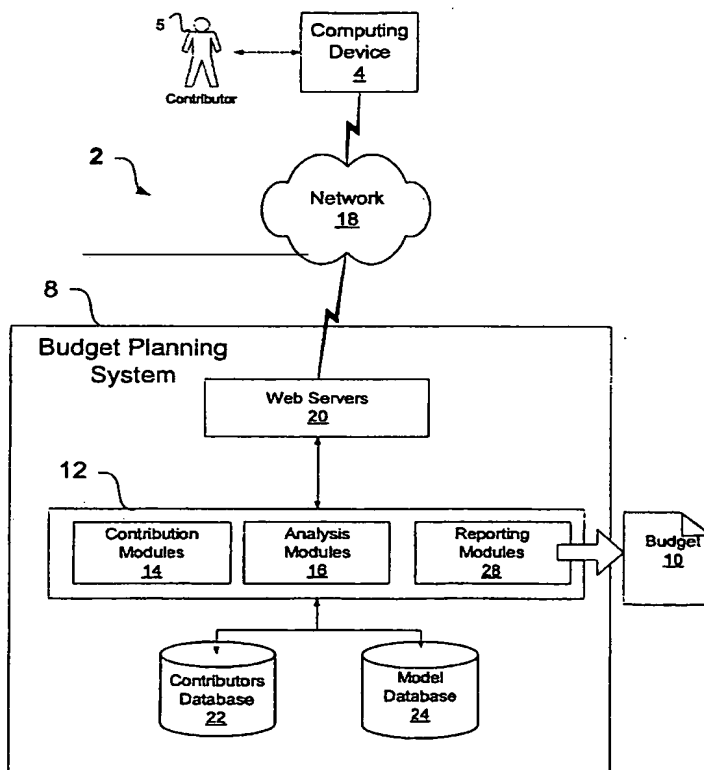 5
Contributor
Computing
Device
4
2
Network
18
8
Budget Planning
System
Web Servers
20
12
Contribution
Modules
14
Analysis
Modules
16
Reporting
Modules
28
Budget
10
Contributors
Database
22
Model
Database
24